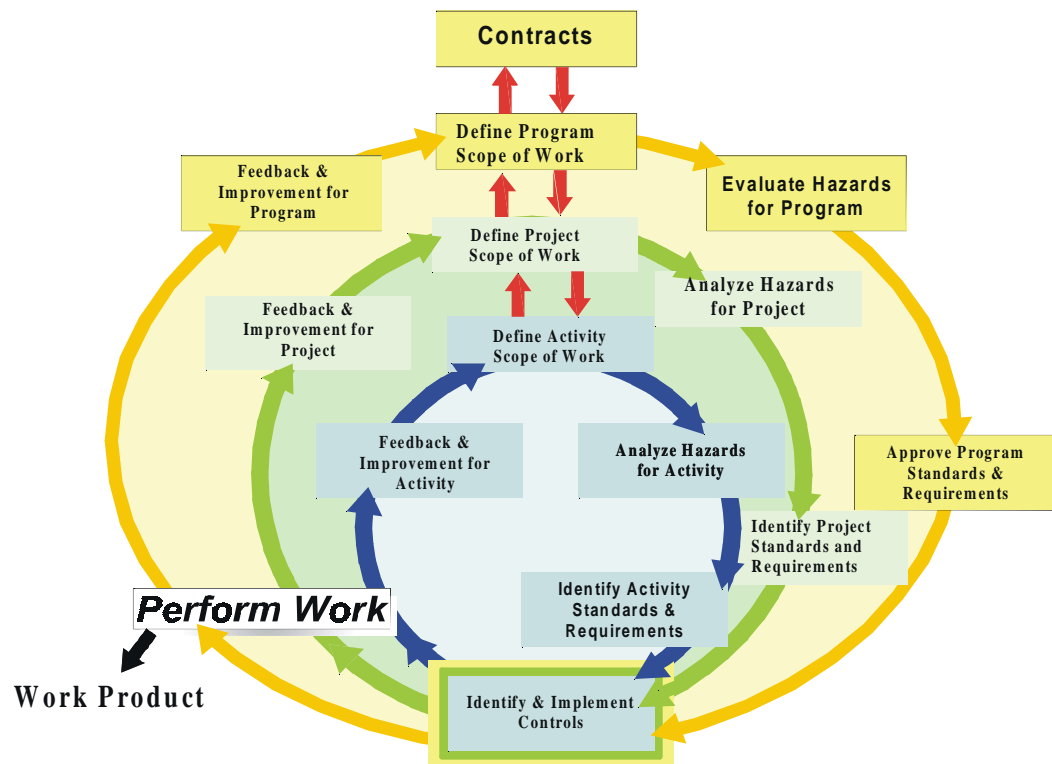 Contracts
Define Program
Scope of Work
Feedback &
Improvement for
Program
Evaluate Hazards
for Program
Define Project
Scope of Work
Analyze Hazards
for Project
Feedback &
Improvement for
Project
Define Activity
Scope of Work
Feedback &
Improvement for
Activity
Analyze Hazards
for Activity
Approve Program
Standards &
Requirements
Identify Project
Standards and
Requirements
Identify Activity
Standards &
Requirements
Perform Work
Work Product
Identify & Implement
Controls